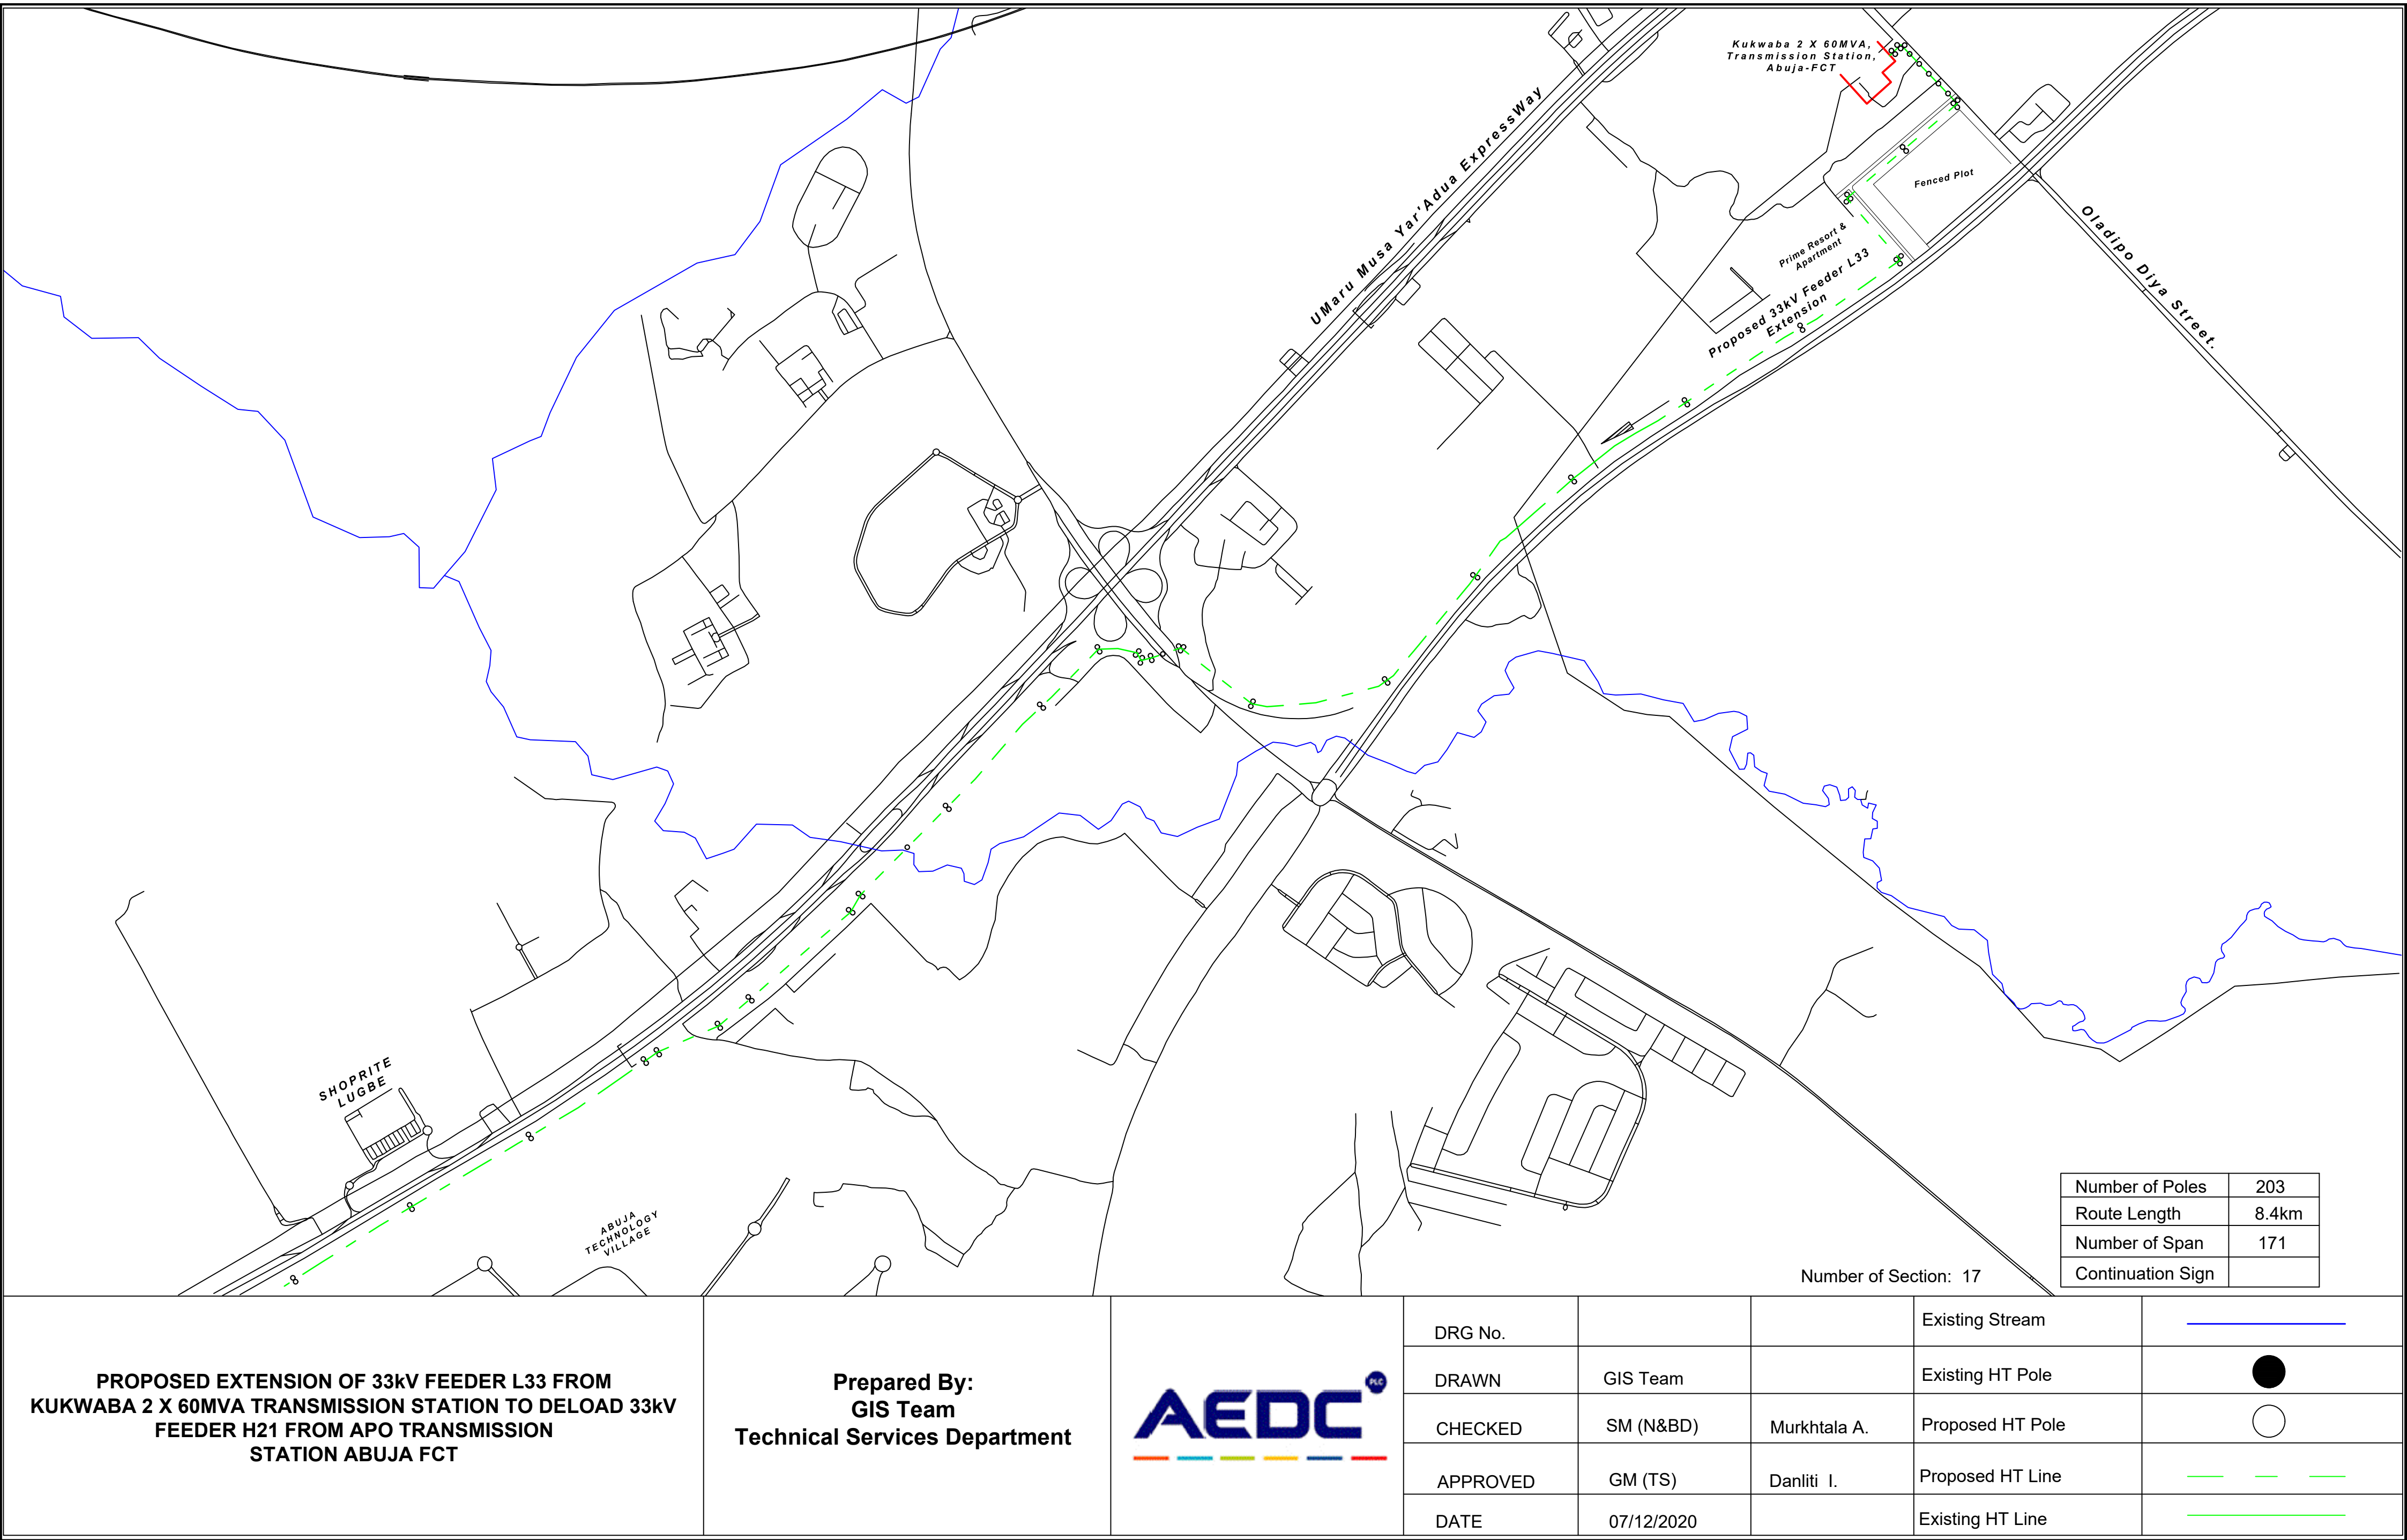 Kukwaba 2 X 60MVA,
Transmission Station,
Abuja-FCT
UMaru Musa Yar'Adua ExpressWay
Fenced Plot
Oladipo Diya Street.
Prime Resort &
Apartment
Proposed 33kV Feeder L33
Extension
SHOPRITE
LUGBE
ABUJA
TECHNOLOGY
VILLAGE
Number of Poles 203
Route Length 8.4km
Number of Span 171
Continuation Sign
Number of Section: 17
PROPOSED EXTENSION OF 33kV FEEDER L33 FROM
KUKWABA 2 X 60MVA TRANSMISSION STATION TO DELOAD 33kV
FEEDER H21 FROM APO TRANSMISSION
STATION ABUJA FCT
Prepared By:
GIS Team
Technical Services Department
AEDC PLC
DRG No.
DRAWN GIS Team
CHECKED SM (N&BD) Murkhtala A.
APPROVED GM (TS) Danliti I.
DATE 07/12/2020
Existing Stream
Existing HT Pole
Proposed HT Pole
Proposed HT Line
Existing HT Line